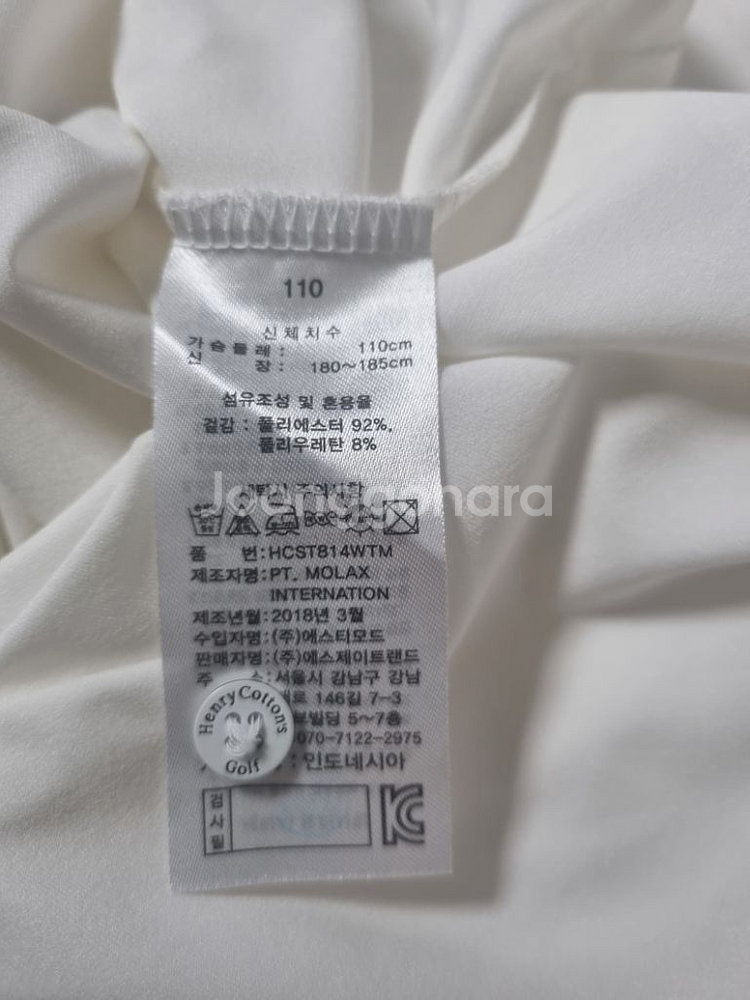 110
신체치수
가슴둘레 : 110cm
신 장 : 180~185cm
섬유조성 및 혼용율
겉감 : 폴리에스터 92%,
폴리우레탄 8%
Joonggonara
품 번:HCST814WTM
제조자명:PT. MOLAX
INTERNATION
제조년월:2018년 3월
수입자명:(주)에스티모드
판매자명:(주)에스제이트랜드
주 소:서울시 강남구 강남
146길 7-3
5~7층
070-7122-2975
: 인도네시아
Henry Cotton's
Golf
검사필
KC